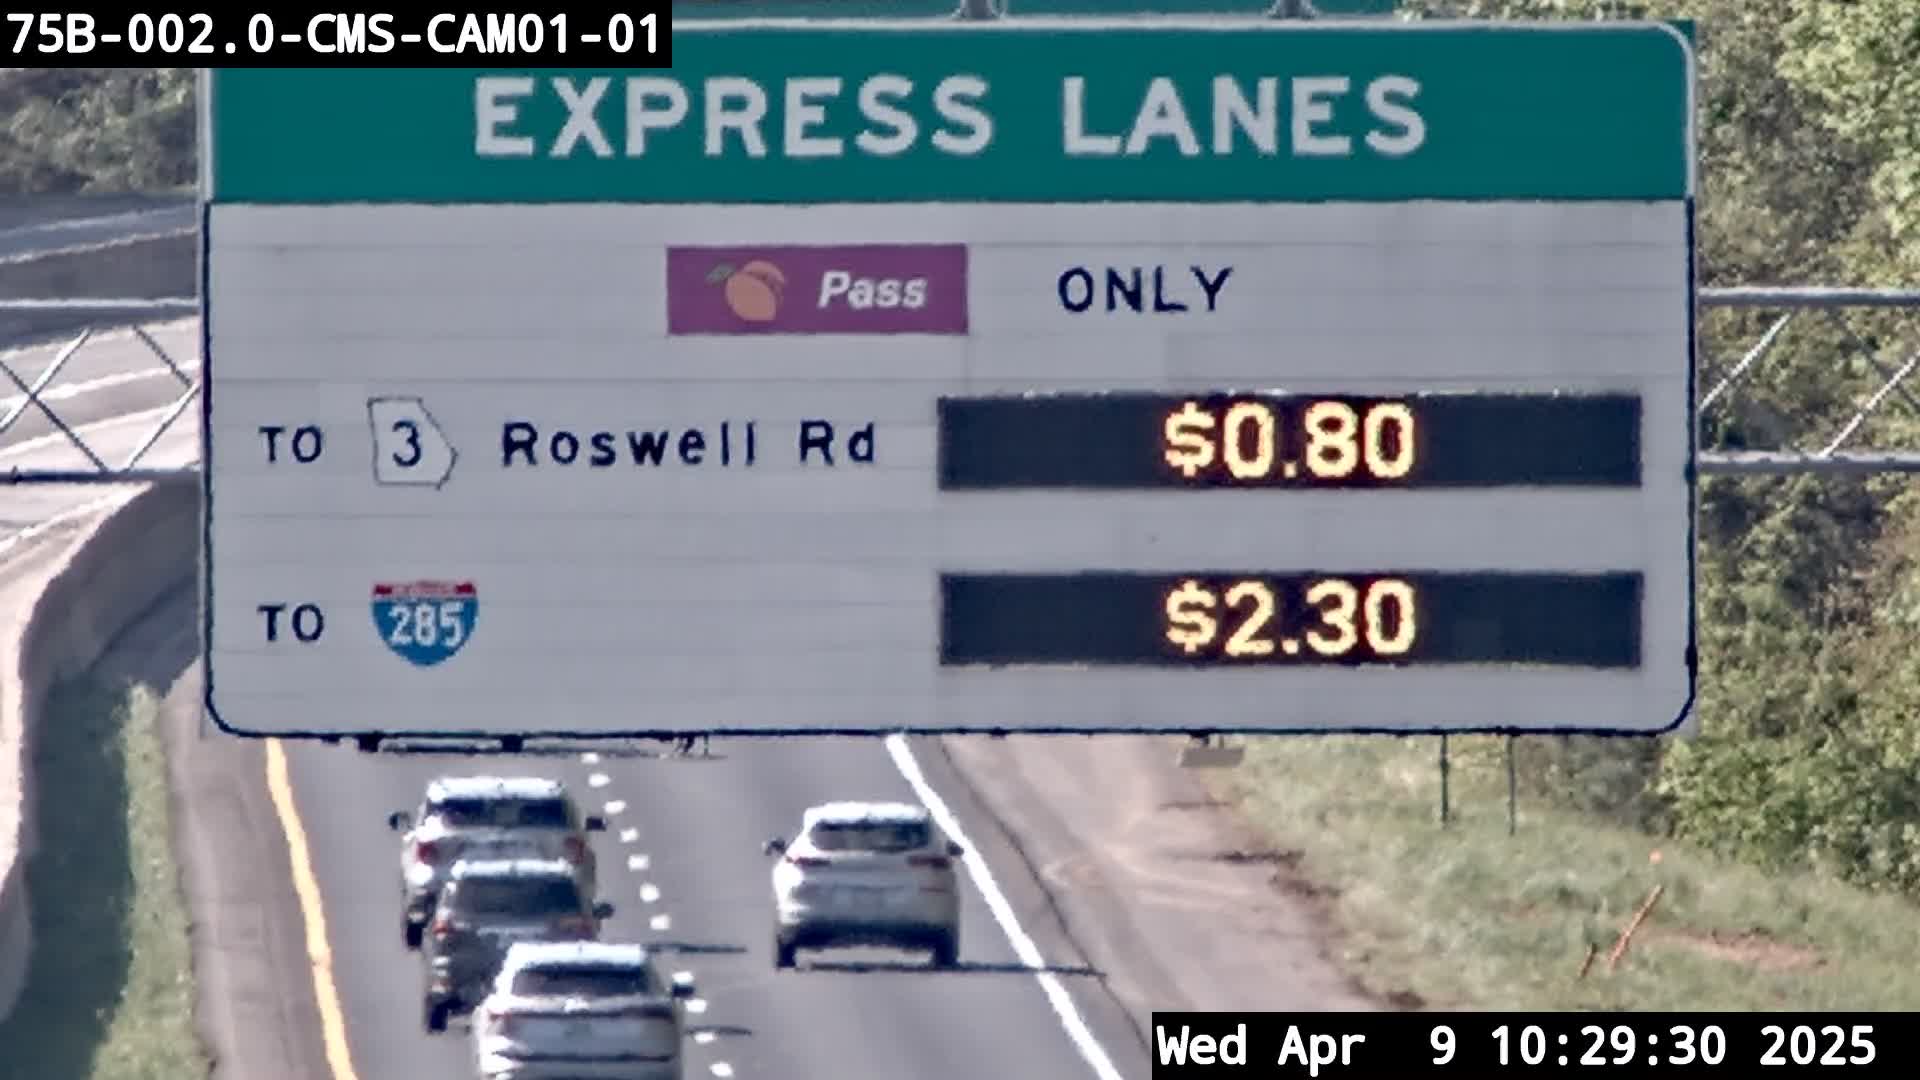 75B-002.0-CMS-CAM01-01
EXPRESS LANES
Pass ONLY
TO 3 Roswell Rd $0.80
TO 285 $2.30
Wed Apr 9 10:29:30 2025